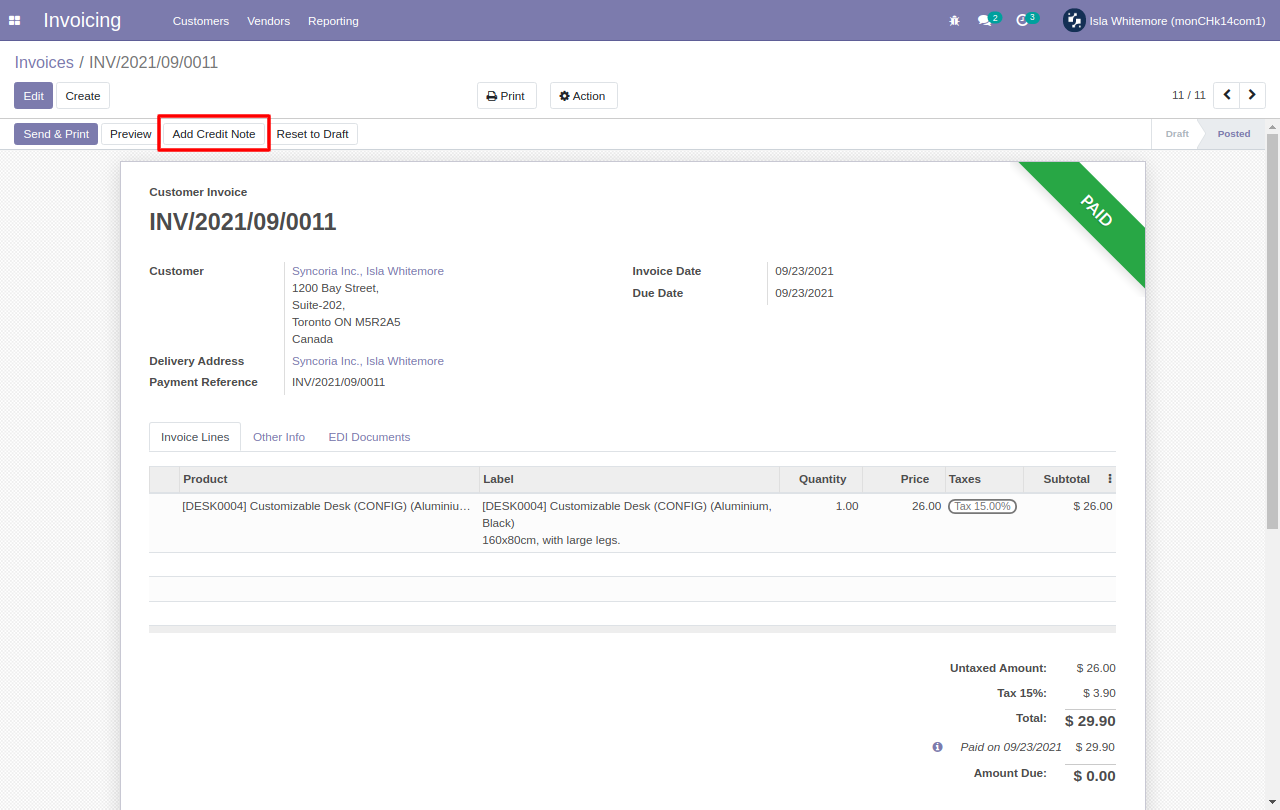 Invoicing Customers Vendors Reporting 2 3 Isla Whitemore (monCHk14com1)
Invoices / INV/2021/09/0011
Edit Create Print Action 11 / 11
Send & Print Preview Add Credit Note Reset to Draft Draft Posted
PAID
Customer Invoice
INV/2021/09/0011
Customer Syncoria Inc., Isla Whitemore Invoice Date 09/23/2021
1200 Bay Street, Due Date 09/23/2021
Suite-202,
Toronto ON M5R2A5
Canada
Delivery Address Syncoria Inc., Isla Whitemore
Payment Reference INV/2021/09/0011
Invoice Lines Other Info EDI Documents
Product Label Quantity Price Taxes Subtotal
[DESK0004] Customizable Desk (CONFIG) (Aluminiu... [DESK0004] Customizable Desk (CONFIG) (Aluminium, 1.00 26.00 Tax 15.00% $ 26.00
Black)
160x80cm, with large legs.
Untaxed Amount: $ 26.00
Tax 15%: $ 3.90
Total: $ 29.90
Paid on 09/23/2021 $ 29.90
Amount Due: $ 0.00